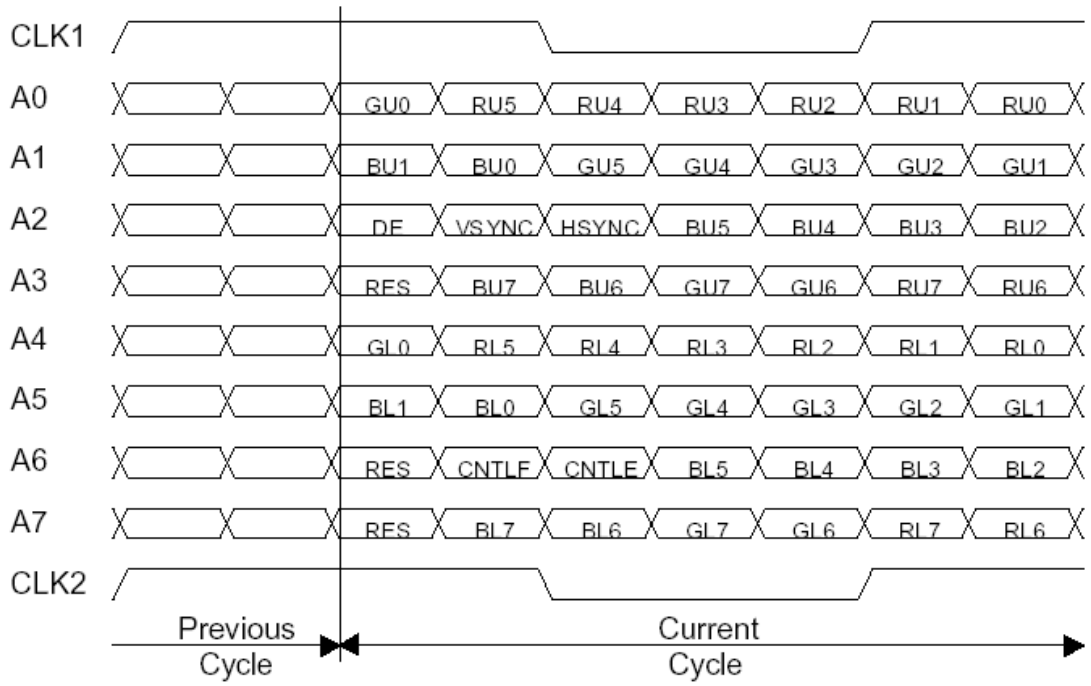 CLK1
A0 GU0 RU5 RU4 RU3 RU2 RU1 RU0
A1 BU1 BU0 GU5 GU4 GU3 GU2 GU1
A2 DE VSYNC HSYNC BU5 BU4 BU3 BU2
A3 RES BU7 BU6 GU7 GU6 RU7 RU6
A4 GL0 RL5 RL4 RL3 RL2 RL1 RL0
A5 BL1 BL0 GL5 GL4 GL3 GL2 GL1
A6 RES CNTLF CNTLE BL5 BL4 BL3 BL2
A7 RES BL7 BL6 GL7 GL6 RL7 RL6
CLK2
Previous Current
Cycle Cycle